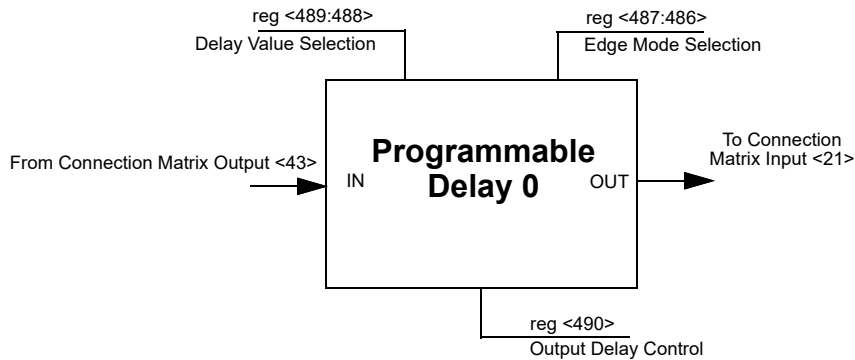 reg <489:488>
Delay Value Selection
reg <487:486>
Edge Mode Selection
From Connection Matrix Output <43>
IN
Programmable
Delay 0
OUT
To Connection
Matrix Input <21>
reg <490>
Output Delay Control